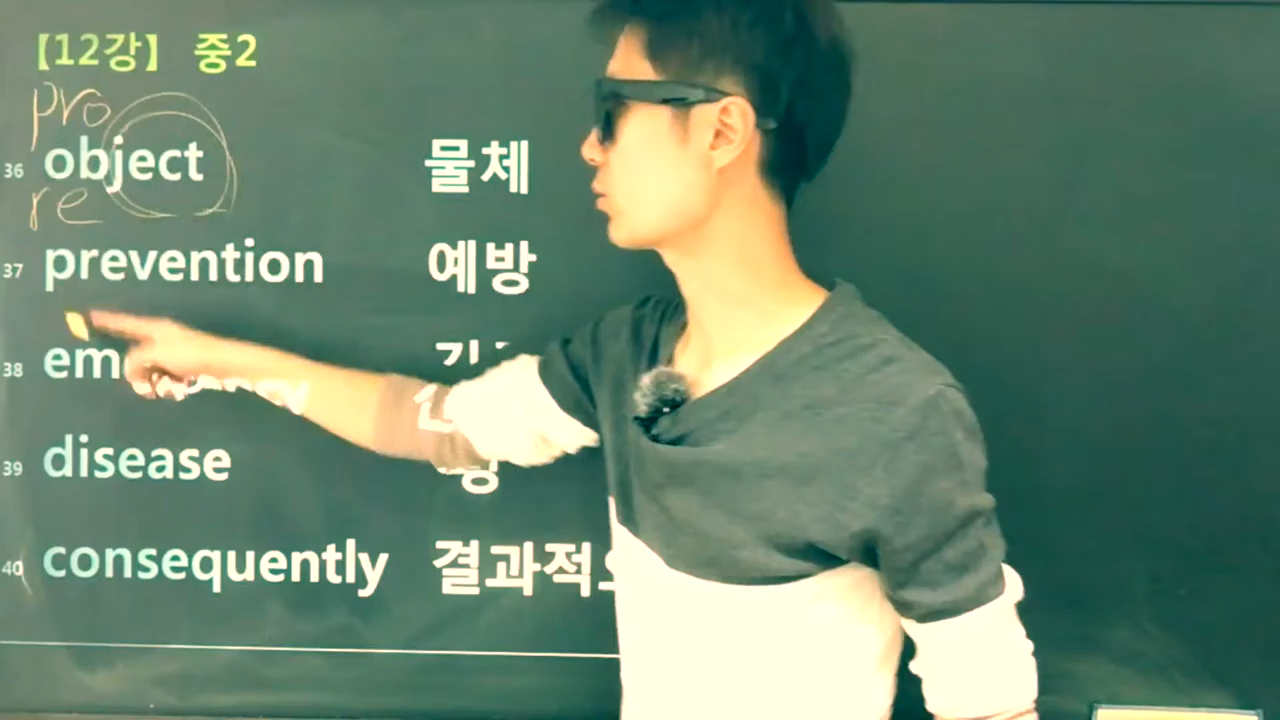 【12강】 중2
pro
36 object 물체
re
37 prevention 예방
38
39 disease
40 consequently